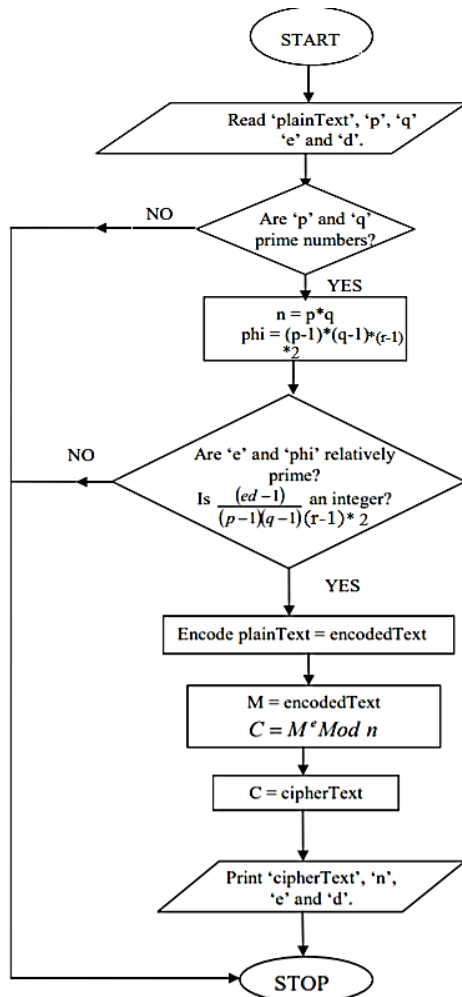 START
Read ‘plainText’, ‘p’, ‘q’
‘e’ and ‘d’.
NO
Are ‘p’ and ‘q’
prime numbers?
YES
n = p*q
phi = (p-1)*(q-1)*(r-1)
*2
NO
Are ‘e’ and ‘phi’ relatively
prime?
Is (ed −1) / (p −1)(q −1)(r-1)* 2 an integer?
YES
Encode plainText = encodedText
M = encodedText
C = M^e Mod n
C = cipherText
Print ‘cipherText’, ‘n’,
‘e’ and ‘d’.
STOP